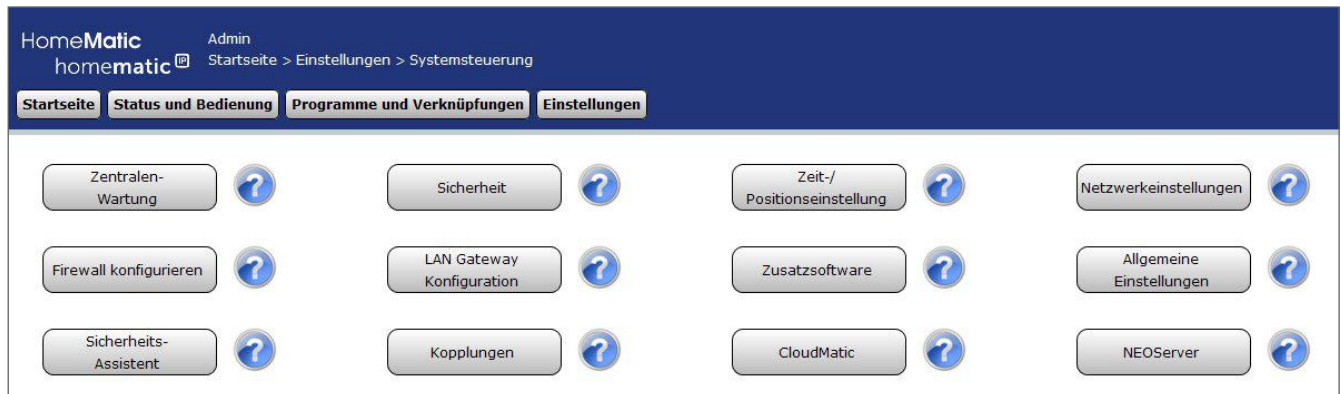 HomeMatic
homematic IP
Admin
Startseite > Einstellungen > Systemsteuerung
Startseite Status und Bedienung Programme und Verknüpfungen Einstellungen
Zentralen-
Wartung
?
Sicherheit
?
Zeit-/
Positionseinstellung
?
Netzwerkeinstellungen
?
Firewall konfigurieren
?
LAN Gateway
Konfiguration
?
Zusatzsoftware
?
Allgemeine
Einstellungen
?
Sicherheits-
Assistent
?
Kopplungen
?
CloudMatic
?
NEOServer
?